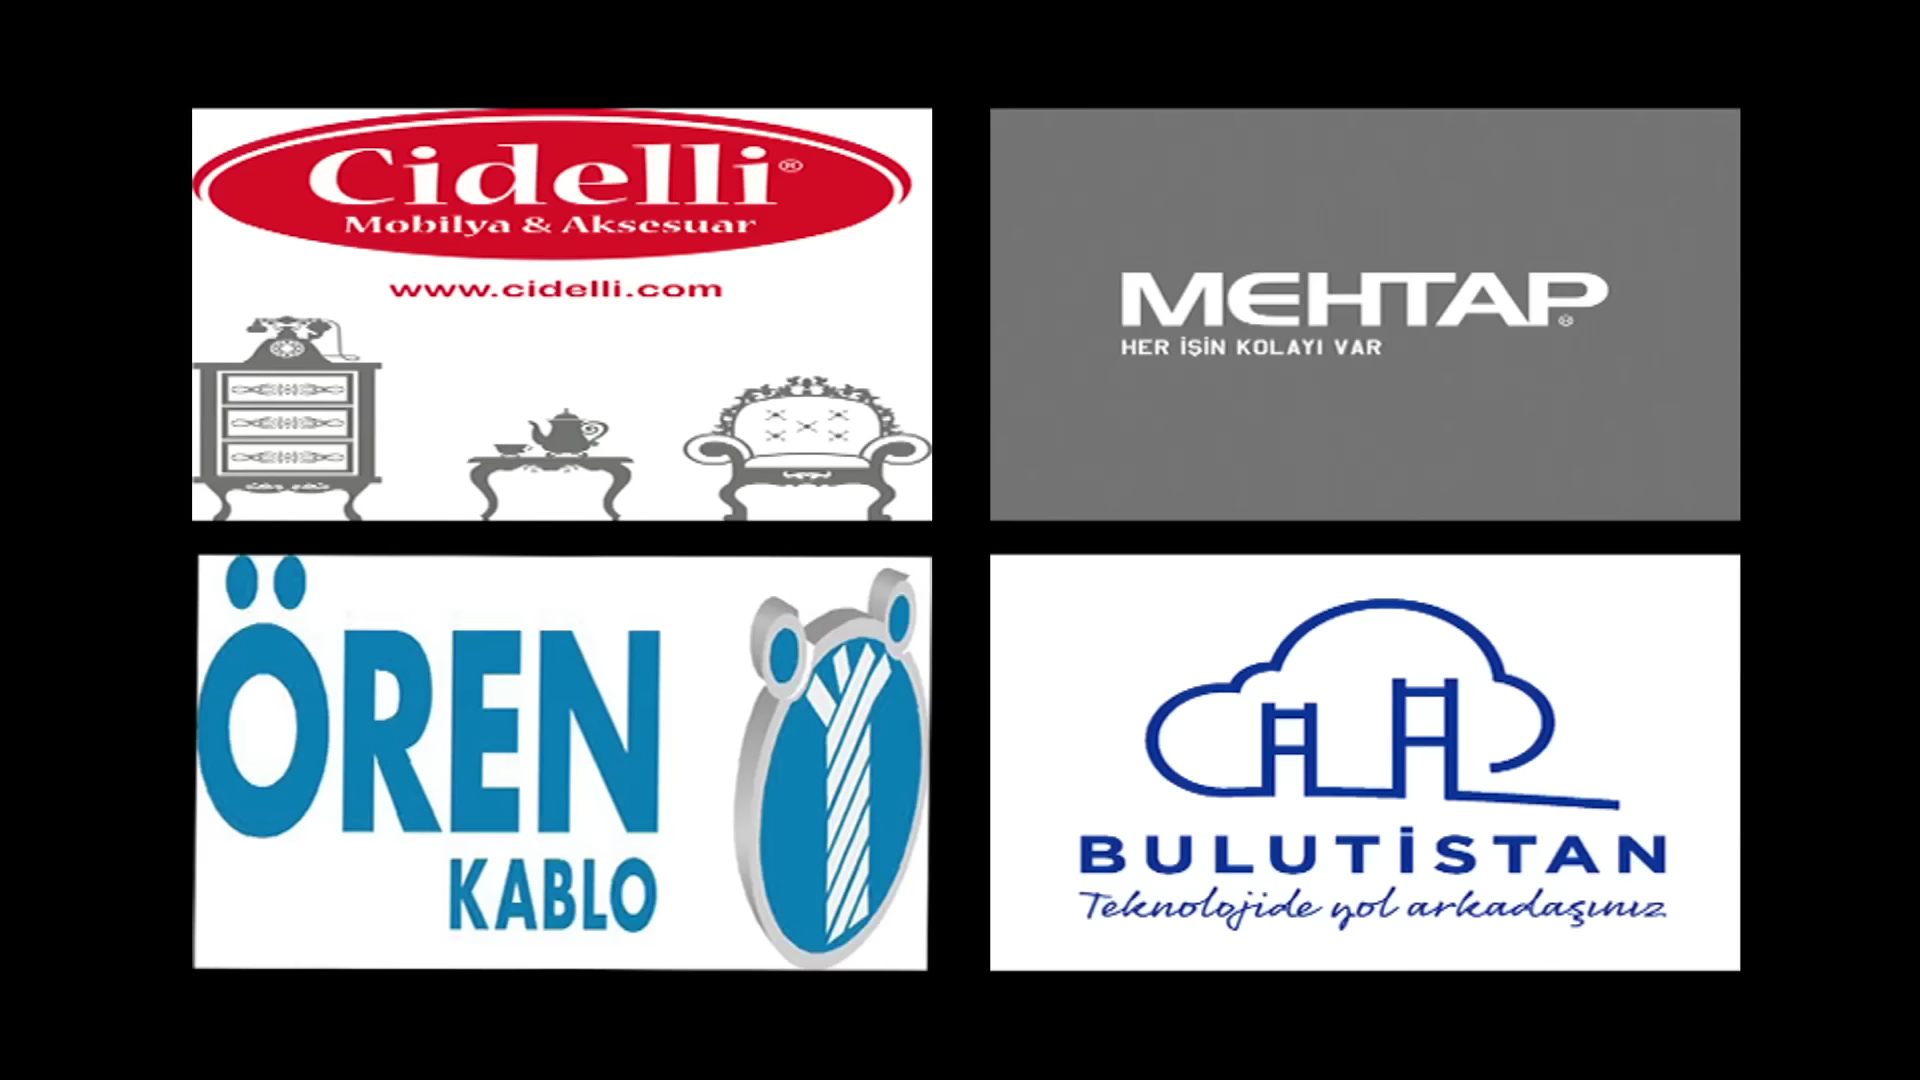 Cidelli®
Mobilya & Aksesuar
www.cidelli.com
MEHTAP®
HER İŞİN KOLAYI VAR
ÖREN
KABLO
BULUTİSTAN
Teknolojide yol arkadaşınız